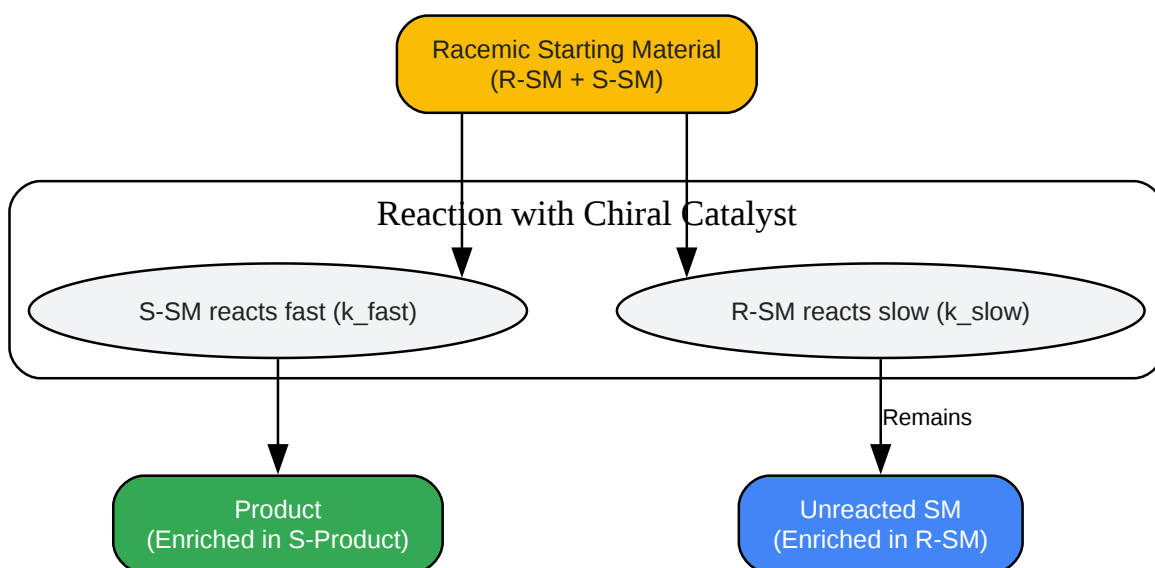 Racemic Starting Material
(R-SM + S-SM)
Reaction with Chiral Catalyst
S-SM reacts fast (k_fast)
R-SM reacts slow (k_slow)
Remains
Product
(Enriched in S-Product)
Unreacted SM
(Enriched in R-SM)